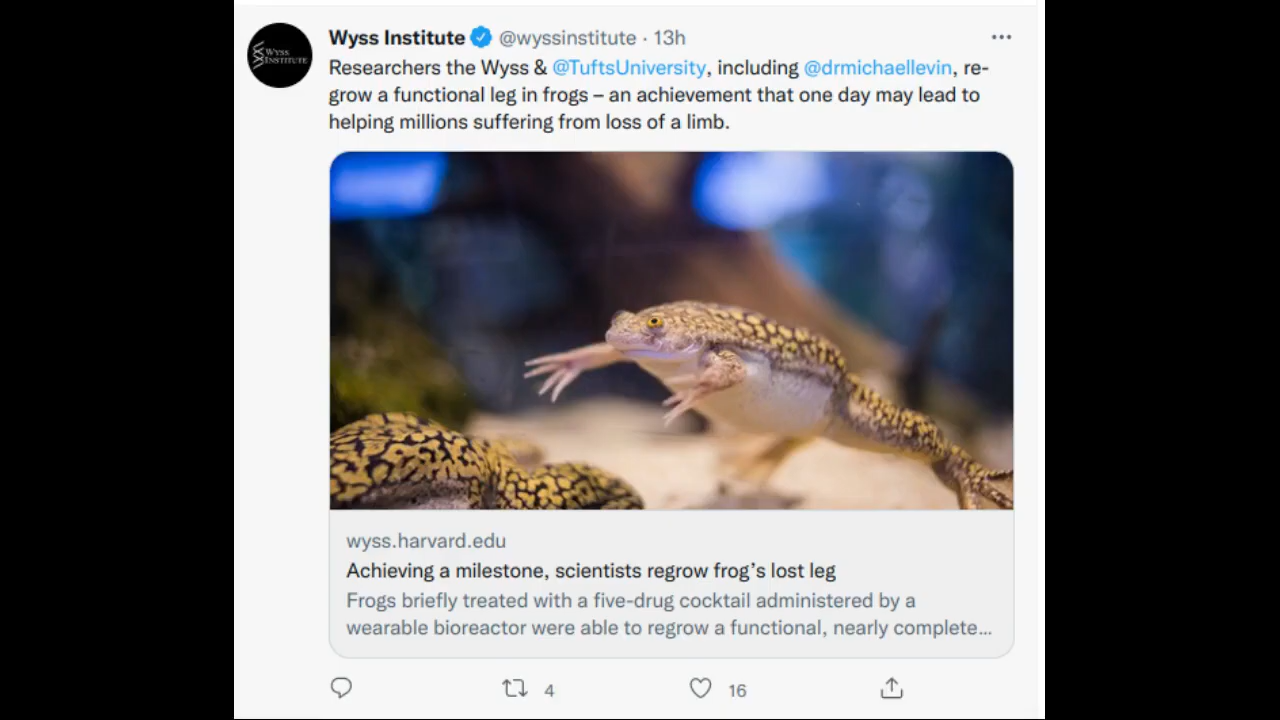 WYSS
INSTITUTE
Wyss Institute @wyssinstitute · 13h
Researchers the Wyss & @TuftsUniversity, including @drmichaellevin, re-
grow a functional leg in frogs – an achievement that one day may lead to
helping millions suffering from loss of a limb.
wyss.harvard.edu
Achieving a milestone, scientists regrow frog's lost leg
Frogs briefly treated with a five-drug cocktail administered by a
wearable bioreactor were able to regrow a functional, nearly complete...
4 16